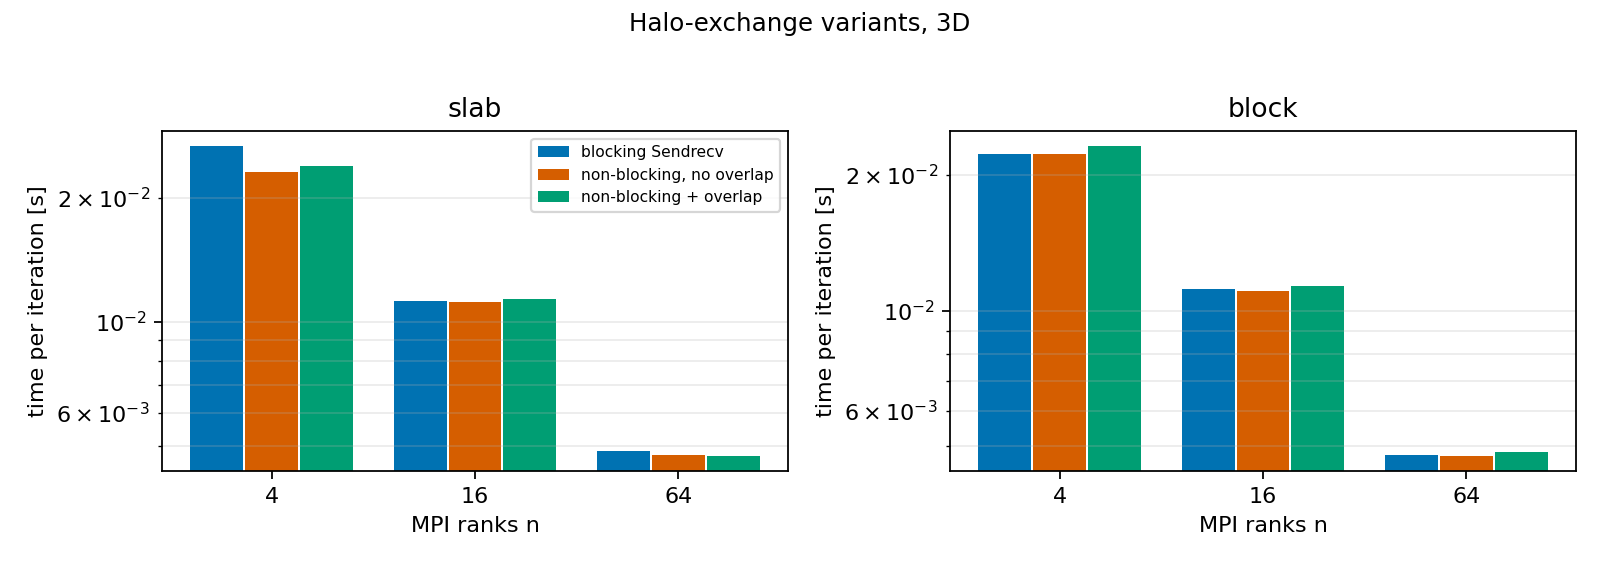 Halo-exchange variants, 3D
slab
time per iteration [s]
2 × 10⁻²
10⁻²
6 × 10⁻³
blocking Sendrecv
non-blocking, no overlap
non-blocking + overlap
4 16 64
MPI ranks n
block
time per iteration [s]
2 × 10⁻²
10⁻²
6 × 10⁻³
4 16 64
MPI ranks n